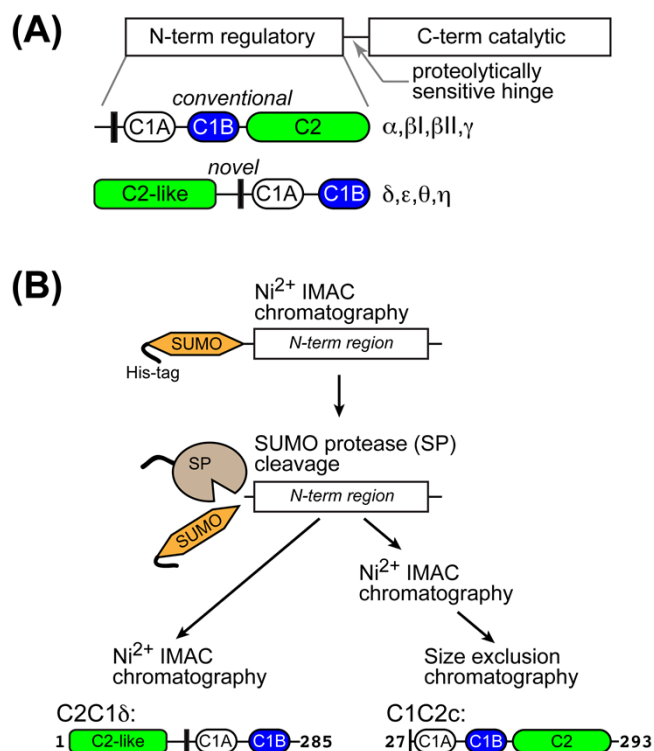 (A)
N-term regulatory
C-term catalytic
proteolytically
sensitive hinge
conventional
C1A C1B C2 α,βI,βII,γ
novel
C2-like C1A C1B δ,ε,θ,η
(B)
Ni2+ IMAC
chromatography
SUMO N-term region
His-tag
SUMO protease (SP)
cleavage
SP
N-term region
SUMO
Ni2+ IMAC
chromatography
Ni2+ IMAC
chromatography
Size exclusion
chromatography
C2C1δ:
1 C2-like C1A C1B 285
C1C2c:
27 C1A C1B C2 293